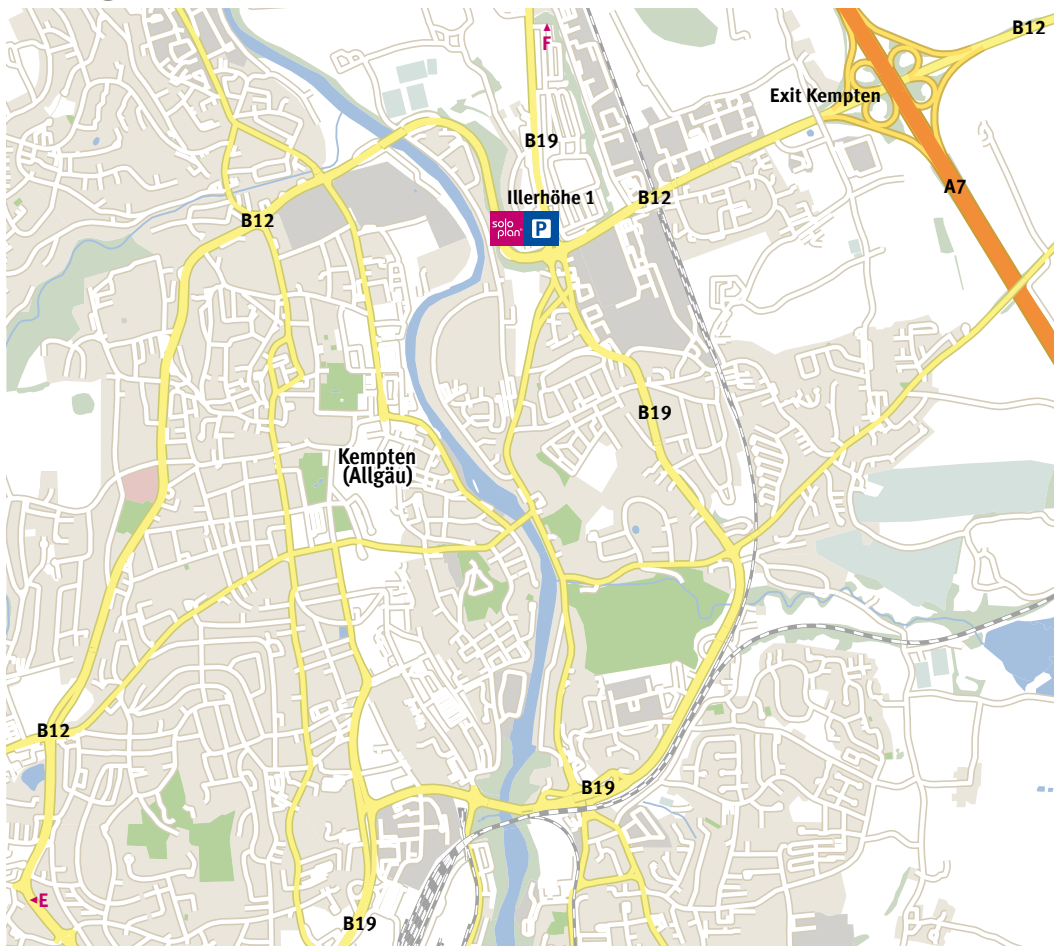 B12
F
Exit Kempten
B19
A7
Illerhöhe 1
B12
B12
solo
plan
P
B19
Kempten
(Allgäu)
B12
B19
E
B19